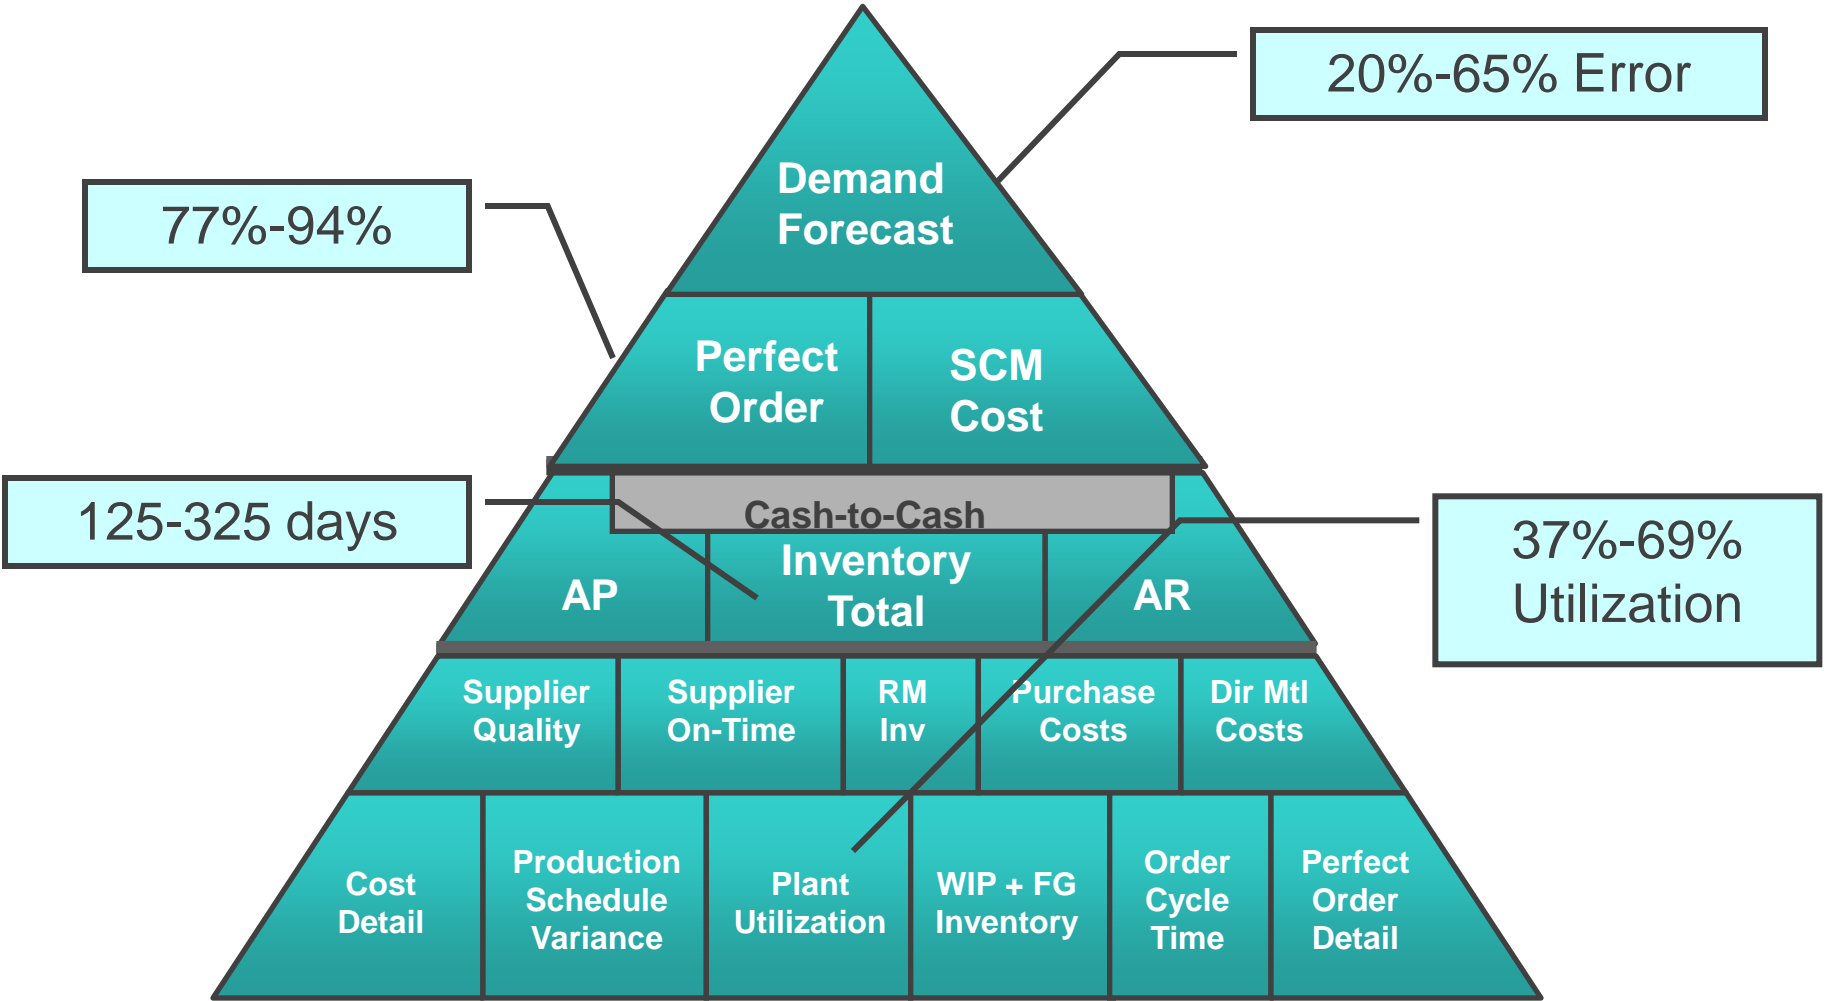 20%-65% Error
Demand
Forecast
77%-94%
Perfect
Order
SCM
Cost
125-325 days
Cash-to-Cash
37%-69%
Utilization
AP
Inventory
Total
AR
Supplier
Quality
Supplier
On-Time
RM
Inv
Purchase
Costs
Dir Mtl
Costs
Cost
Detail
Production
Schedule
Variance
Plant
Utilization
WIP + FG
Inventory
Order
Cycle
Time
Perfect
Order
Detail